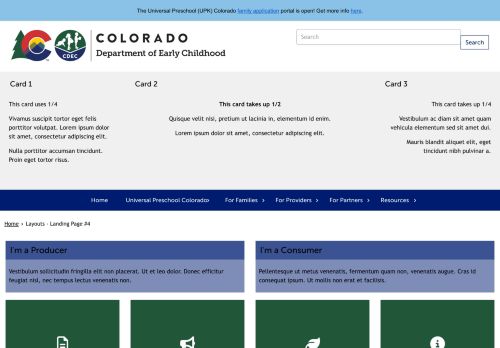 The Universal Preschool (UPK) Colorado family application portal is open! Get more info here.
COLORADO
Department of Early Childhood
CDEC
Search
Search
Card 1
This card uses 1/4
Vivamus suscipit tortor eget felis
porttitor volutpat. Lorem ipsum dolor
sit amet, consectetur adipiscing elit.
Nulla porttitor accumsan tincidunt.
Proin eget tortor risus.
Card 2
This card takes up 1/2
Quisque velit nisi, pretium ut lacinia in, elementum id enim.
Lorem ipsum dolor sit amet, consectetur adipiscing elit.
Card 3
This card takes up 1/4
Vestibulum ac diam sit amet quam
vehicula elementum sed sit amet dui.
Mauris blandit aliquet elit, eget
tincidunt nibh pulvinar a.
Home Universal Preschool Colorado For Families > For Providers > For Partners > Resources >
Home › Layouts - Landing Page #4
I'm a Producer
Vestibulum sollicitudin fringilla elit non placerat. Ut et leo dolor. Donec efficitur
feugiat nisi, nec tempus lectus venenatis non.
I'm a Consumer
Pellentesque ut metus venenatis, fermentum quam non, venenatis augue. Cras id
consequat ipsum. Ut mollis non erat et facilisis.